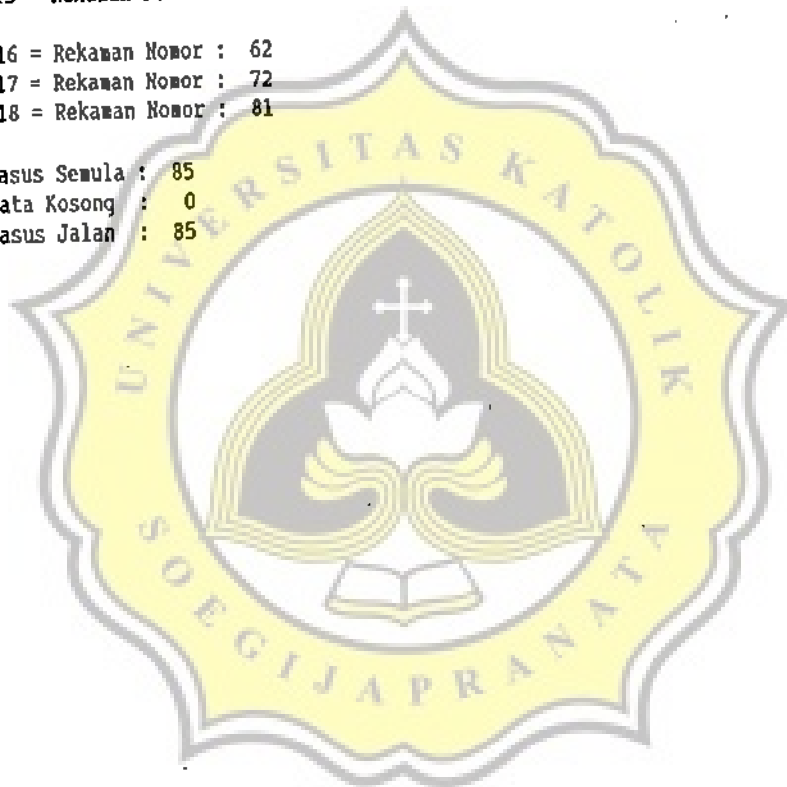 16 = Rekaman Nomor : 62
17 = Rekaman Nomor : 72
18 = Rekaman Nomor : 81
asus Semula : 85
ata Kosong : 0
asus Jalan : 85
UNIVERSITAS KATOLIK
SOEGIJAPRANATA